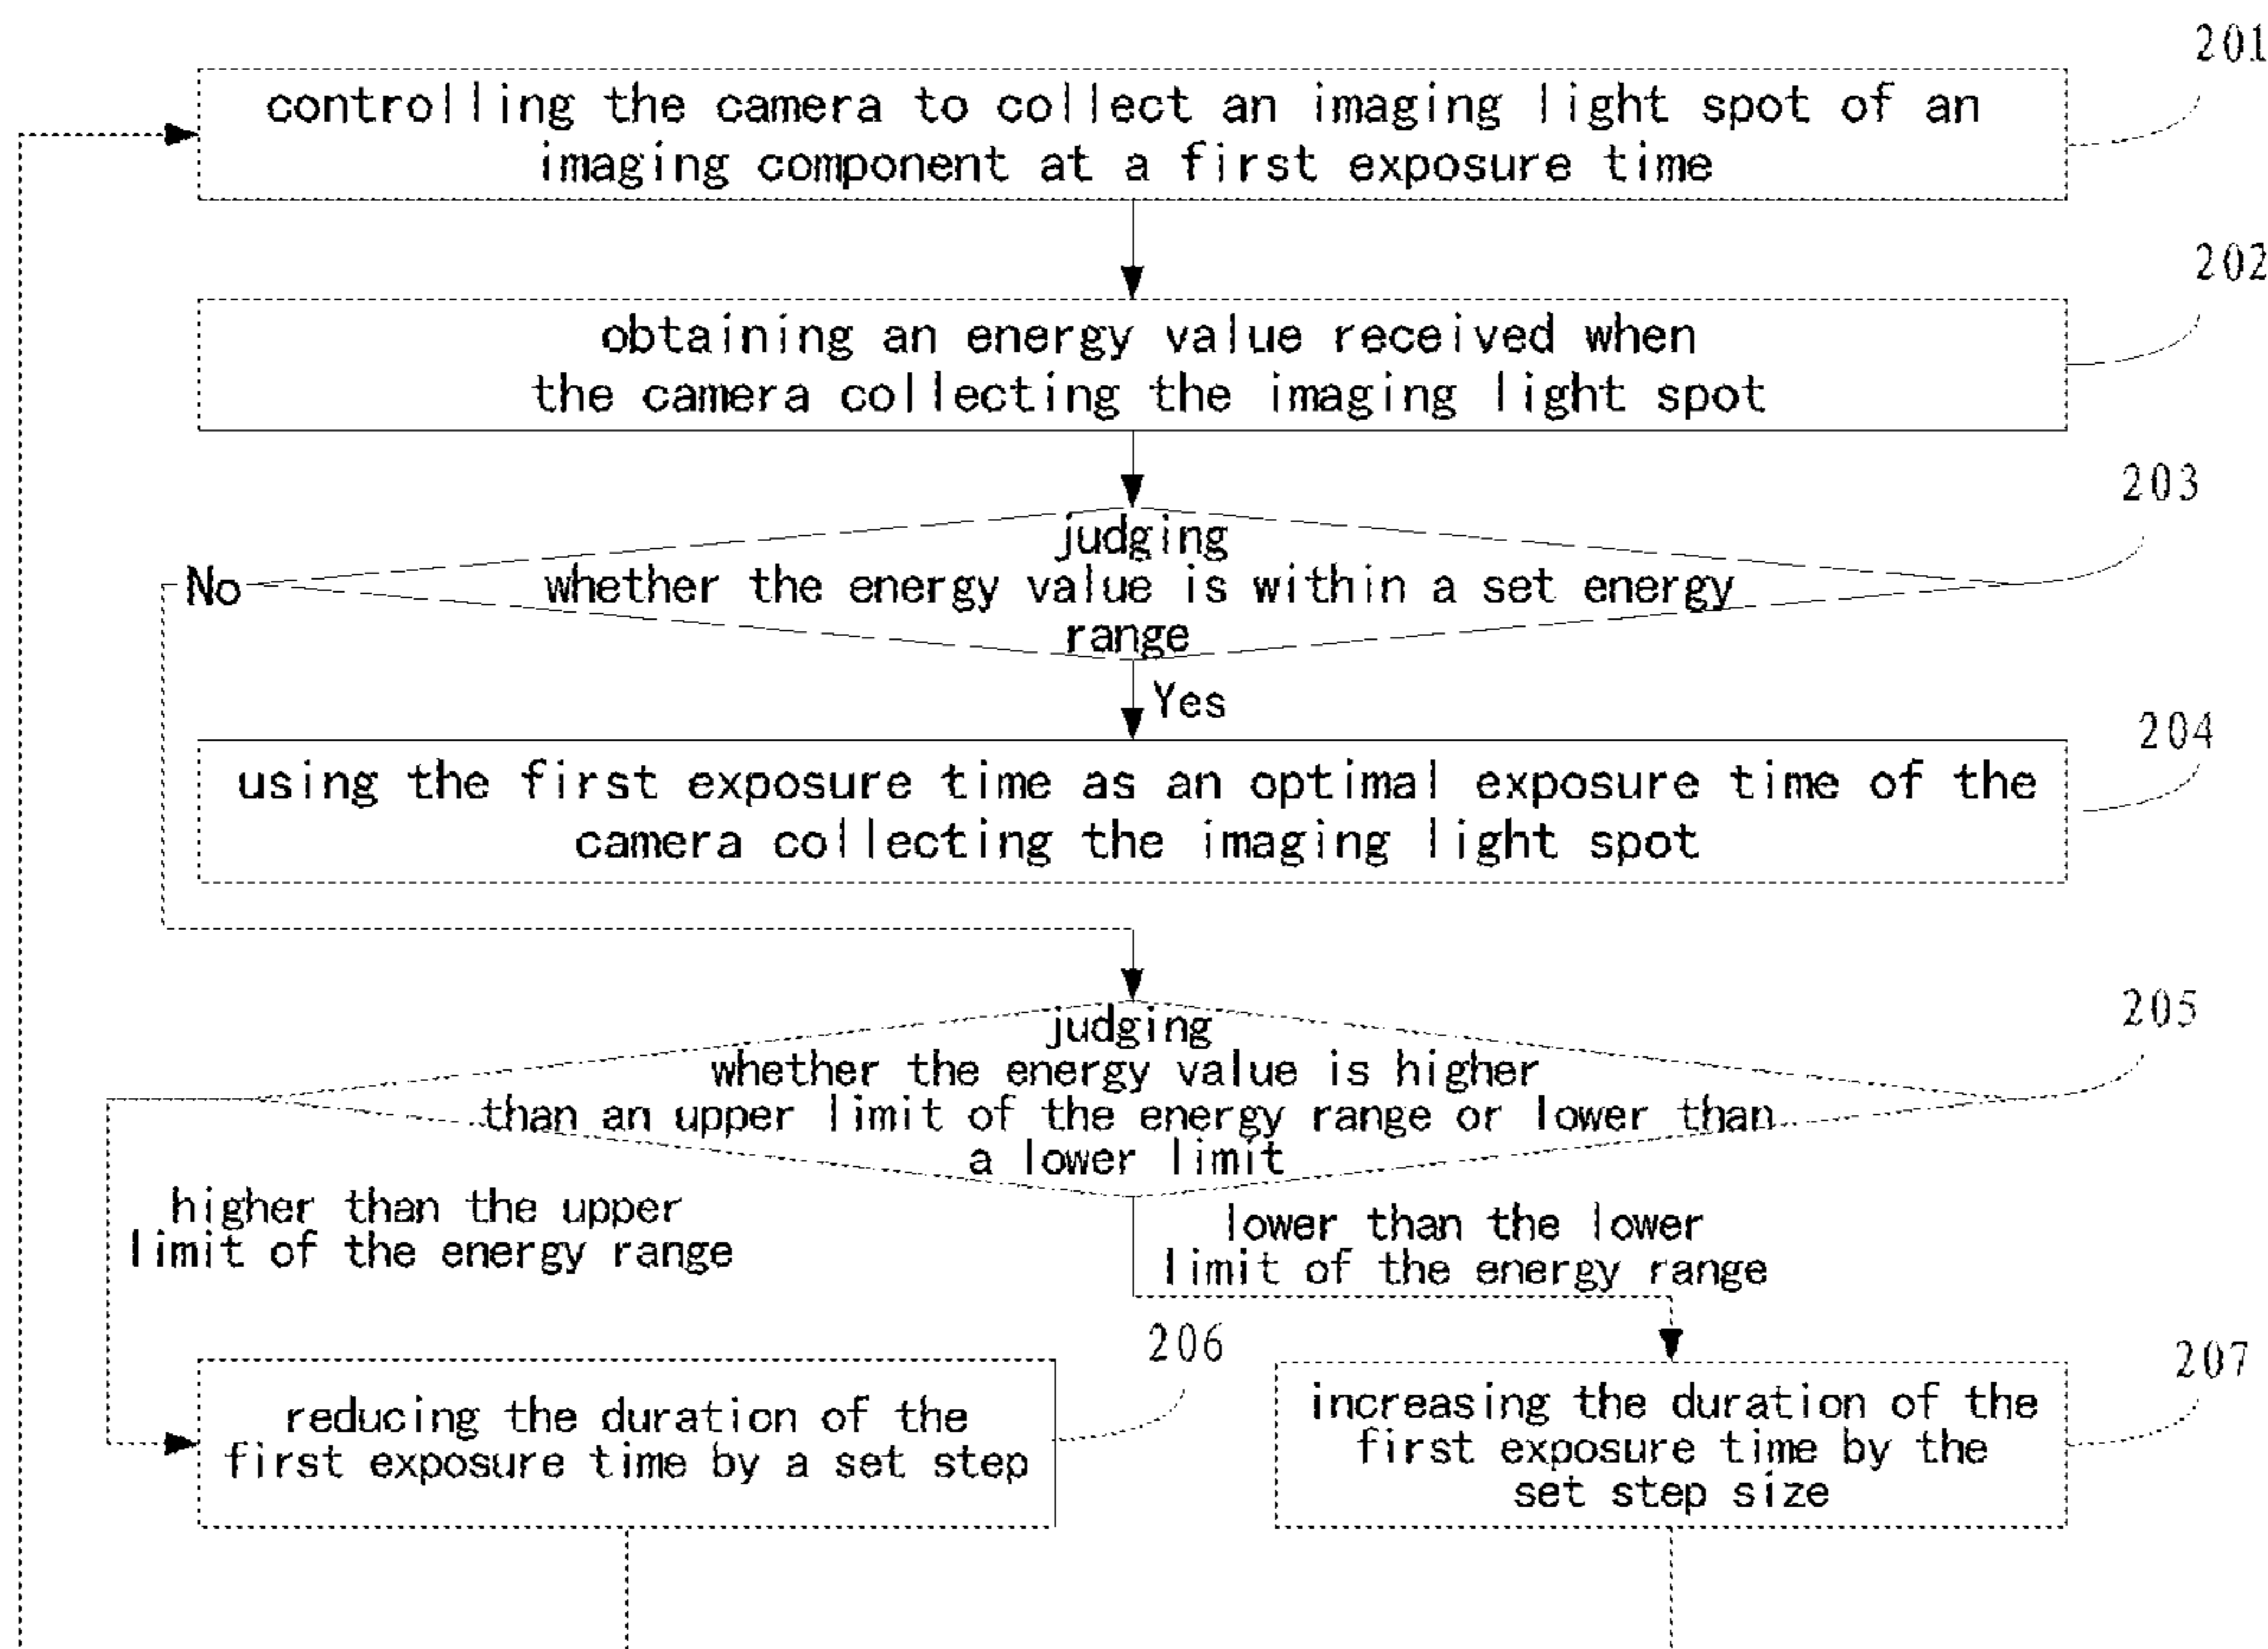 201
controlling the camera to collect an imaging light spot of an
imaging component at a first exposure time
202
obtaining an energy value received when
the camera collecting the imaging light spot
203
judging
No
whether the energy value is within a set energy
range
Yes
204
using the first exposure time as an optimal exposure time of the
camera collecting the imaging light spot
205
judging
whether the energy value is higher
than an upper limit of the energy range or lower than
a lower limit
higher than the upper
limit of the energy range
lower than the lower
limit of the energy range
206
reducing the duration of the
first exposure time by a set step
207
increasing the duration of the
first exposure time by the
set step size